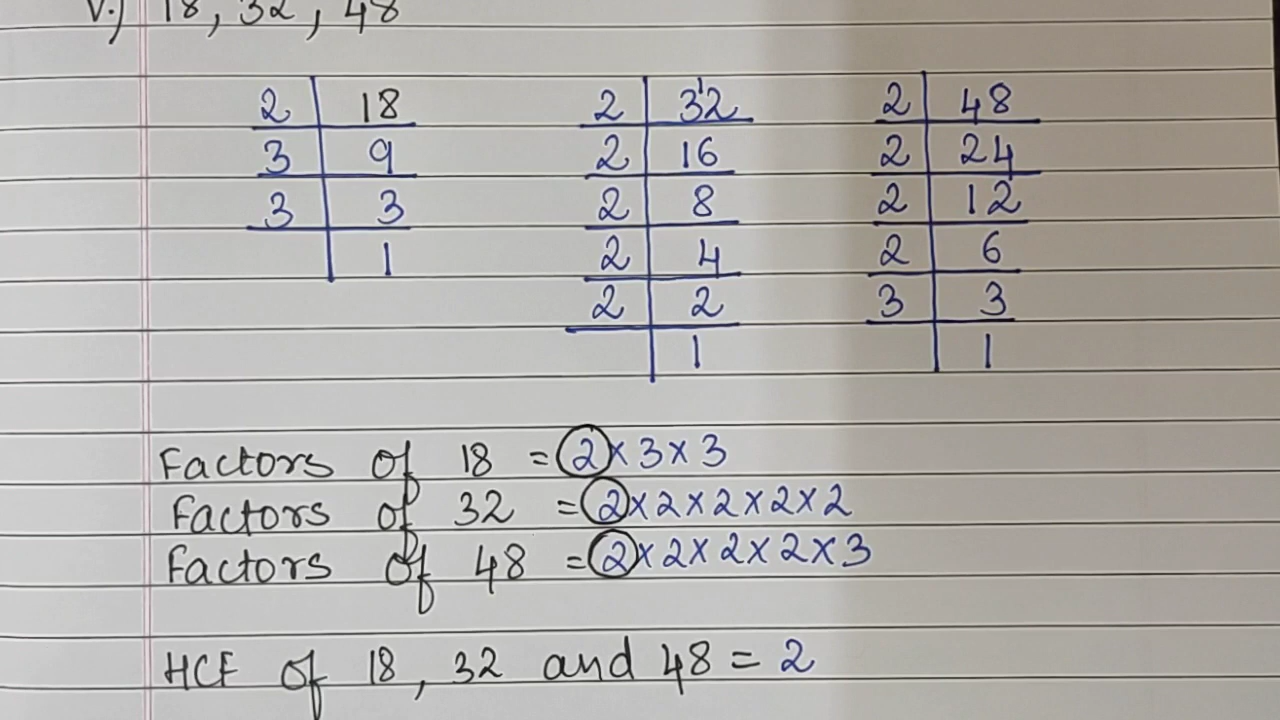 v.) 18, 32, 48
2 | 18
3 | 9
3 | 3
1
2 | 32
2 | 16
2 | 8
2 | 4
2 | 2
1
2 | 48
2 | 24
2 | 12
2 | 6
3 | 3
1
Factors of 18 = 2 × 3 × 3
Factors of 32 = 2 × 2 × 2 × 2 × 2
Factors of 48 = 2 × 2 × 2 × 2 × 3
HCF of 18, 32 and 48 = 2